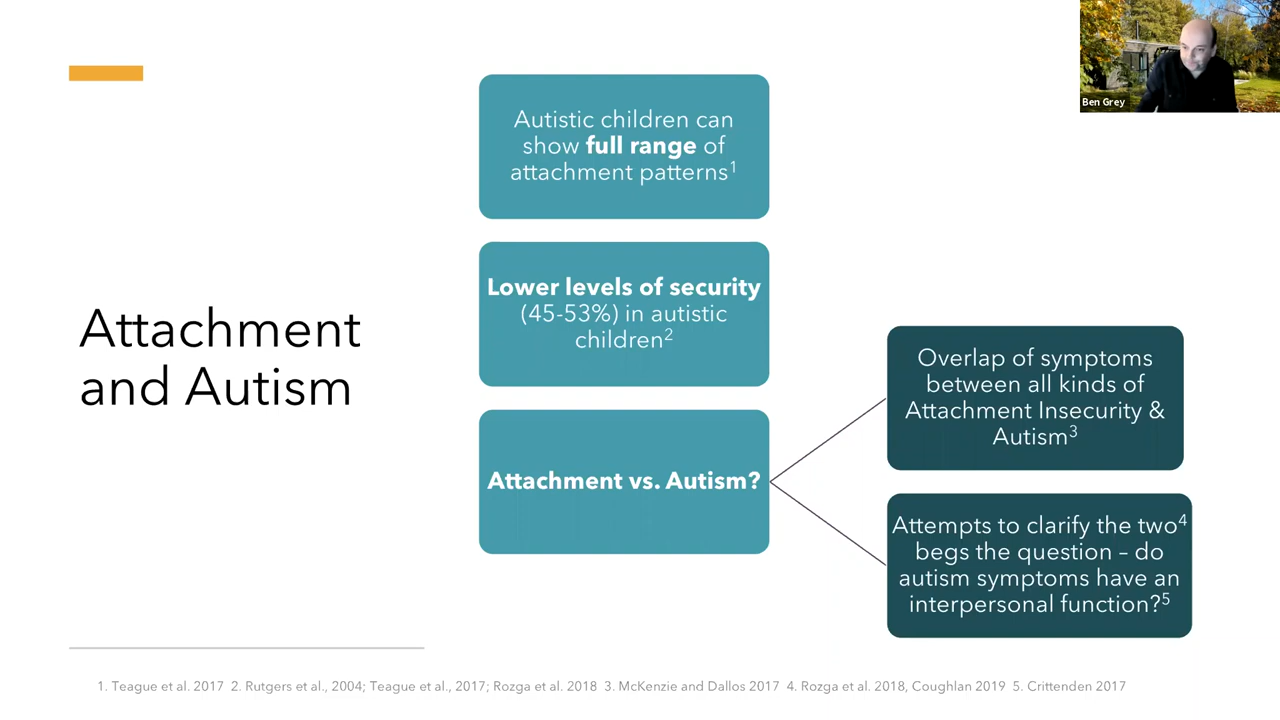 Ben Grey
Attachment
and Autism
Autistic children can
show full range of
attachment patterns¹
Lower levels of security
(45-53%) in autistic
children²
Attachment vs. Autism?
Overlap of symptoms
between all kinds of
Attachment Insecurity &
Autism³
Attempts to clarify the two⁴
begs the question – do
autism symptoms have an
interpersonal function?⁵
1. Teague et al. 2017 2. Rutgers et al., 2004; Teague et al., 2017; Rozga et al. 2018 3. McKenzie and Dallos 2017 4. Rozga et al. 2018, Coughlan 2019 5. Crittenden 2017